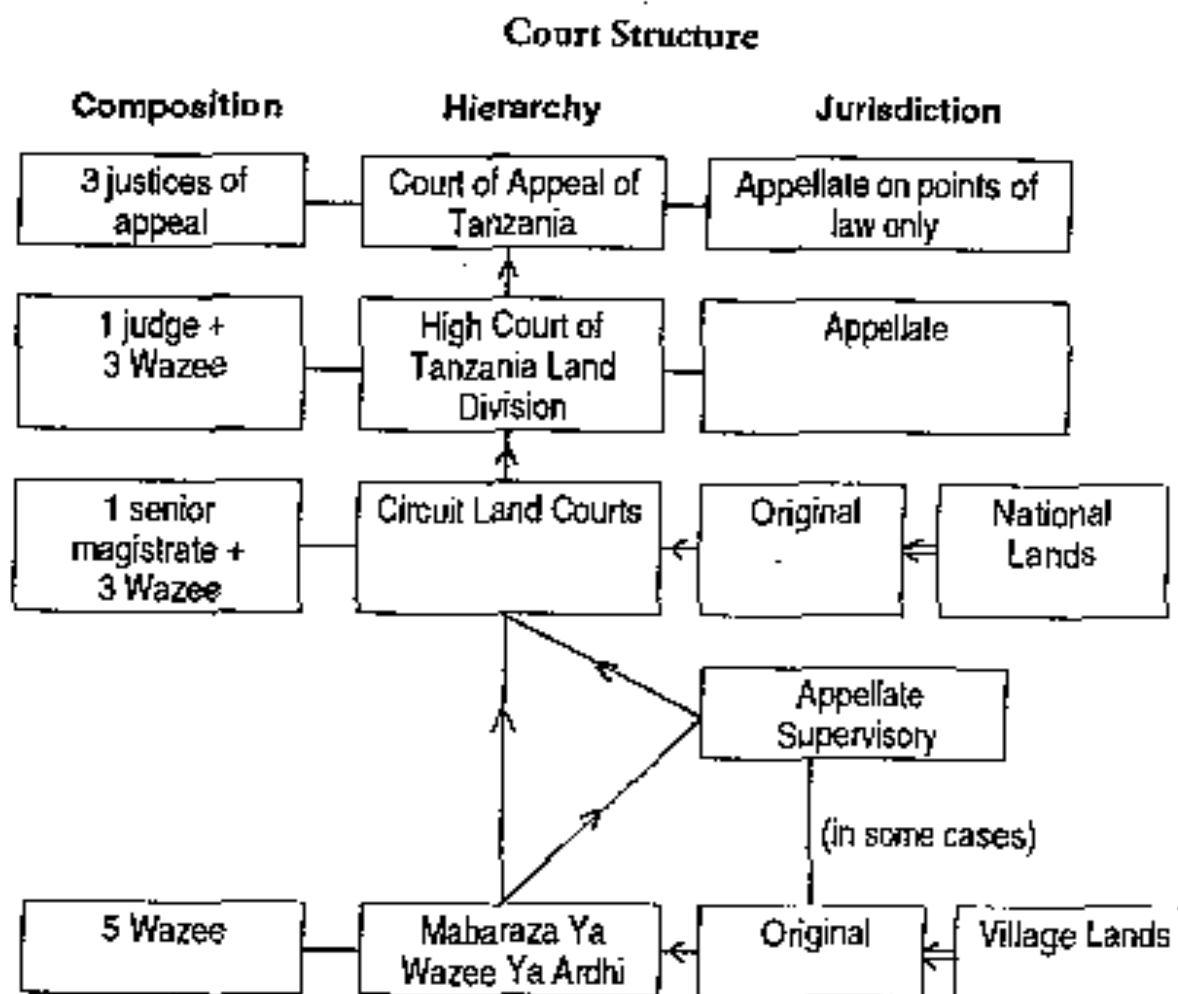 Court Structure
Composition Hierarchy Jurisdiction
3 justices of
appeal
Court of Appeal of
Tanzania
Appellate on points of
law only
1 judge +
3 Wazee
High Court of
Tanzania Land
Division
Appellate
1 senior
magistrate +
3 Wazee
Circuit Land Courts
Original
National
Lands
Appellate
Supervisory
(in some cases)
5 Wazee
Mabaraza Ya
Wazee Ya Ardhi
Original
Village Lands